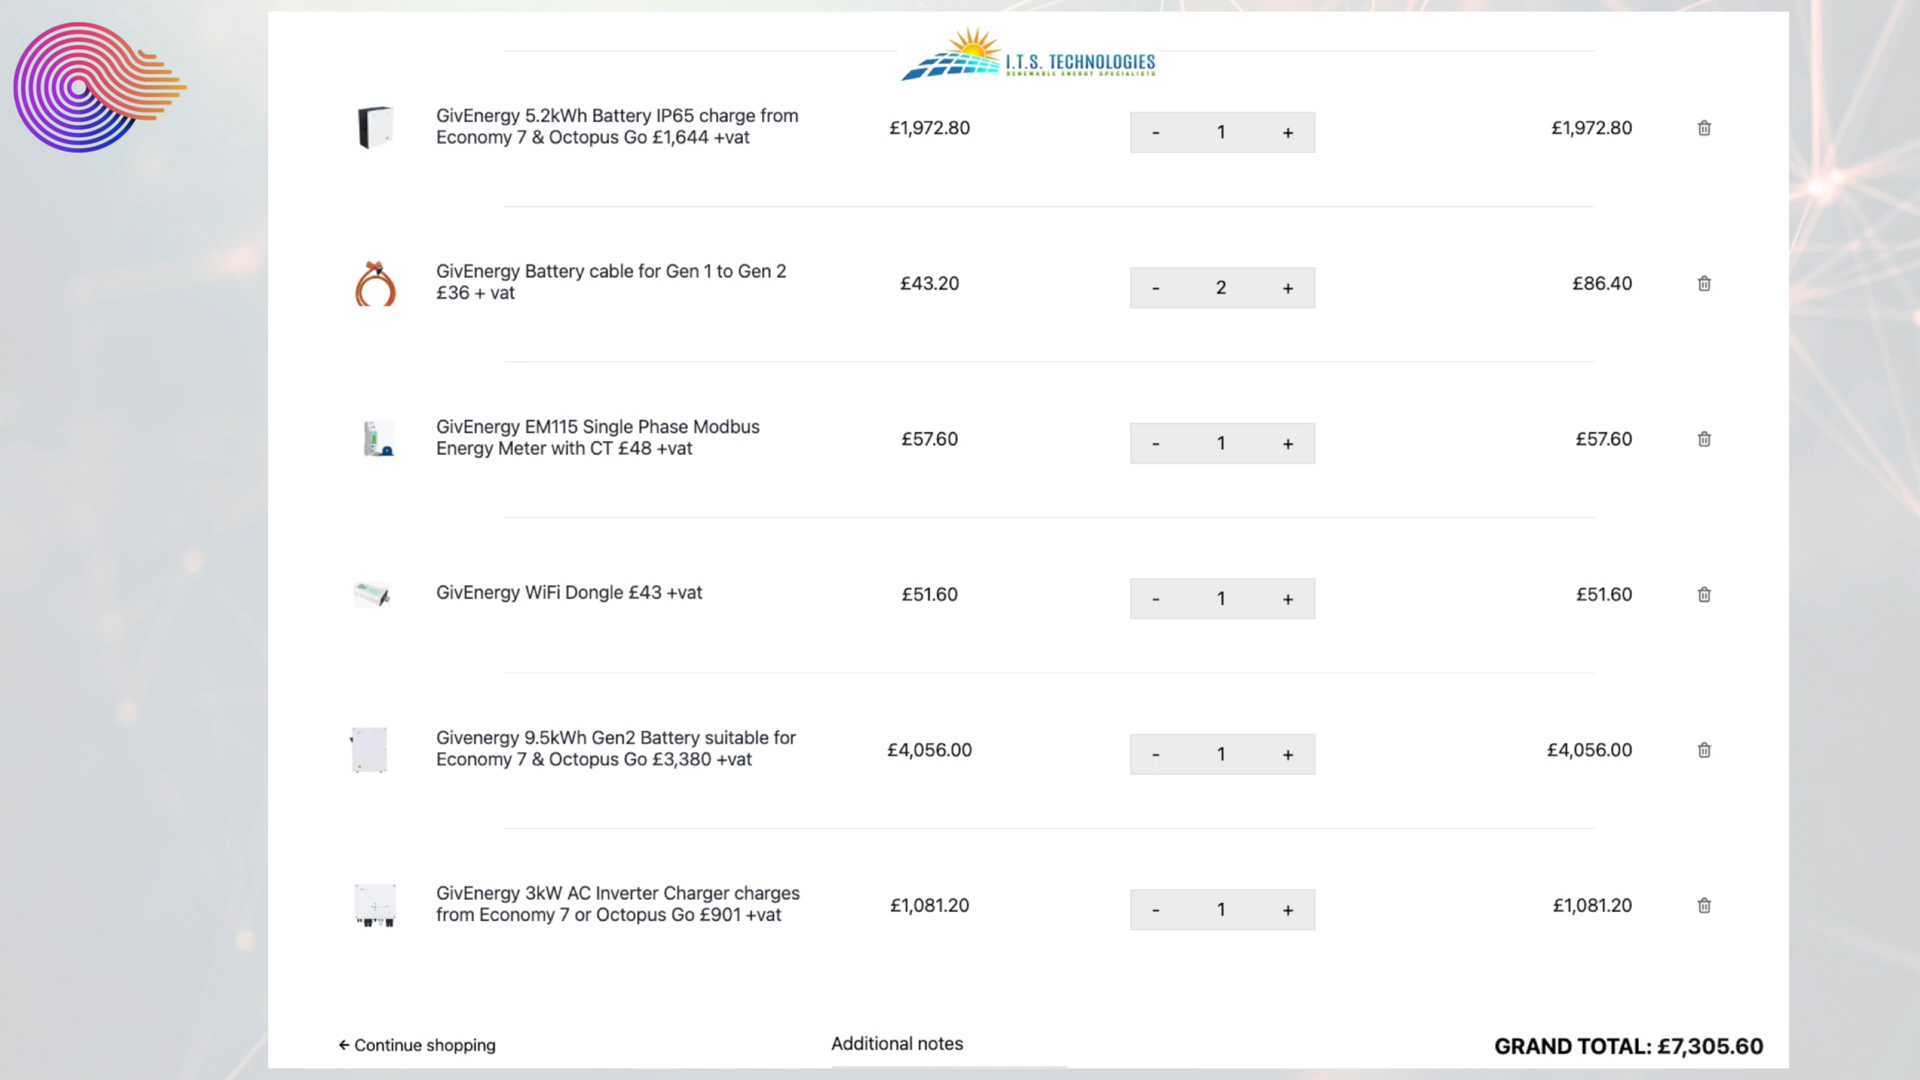 I.T.S. TECHNOLOGIES
RENEWABLE ENERGY SPECIALISTS
GivEnergy 5.2kWh Battery IP65 charge from
Economy 7 & Octopus Go £1,644 +vat
£1,972.80
- 1 +
£1,972.80
GivEnergy Battery cable for Gen 1 to Gen 2
£36 + vat
£43.20
- 2 +
£86.40
GivEnergy EM115 Single Phase Modbus
Energy Meter with CT £48 +vat
£57.60
- 1 +
£57.60
GivEnergy WiFi Dongle £43 +vat
£51.60
- 1 +
£51.60
Givenergy 9.5kWh Gen2 Battery suitable for
Economy 7 & Octopus Go £3,380 +vat
£4,056.00
- 1 +
£4,056.00
GivEnergy 3kW AC Inverter Charger charges
from Economy 7 or Octopus Go £901 +vat
£1,081.20
- 1 +
£1,081.20
← Continue shopping
Additional notes
GRAND TOTAL: £7,305.60